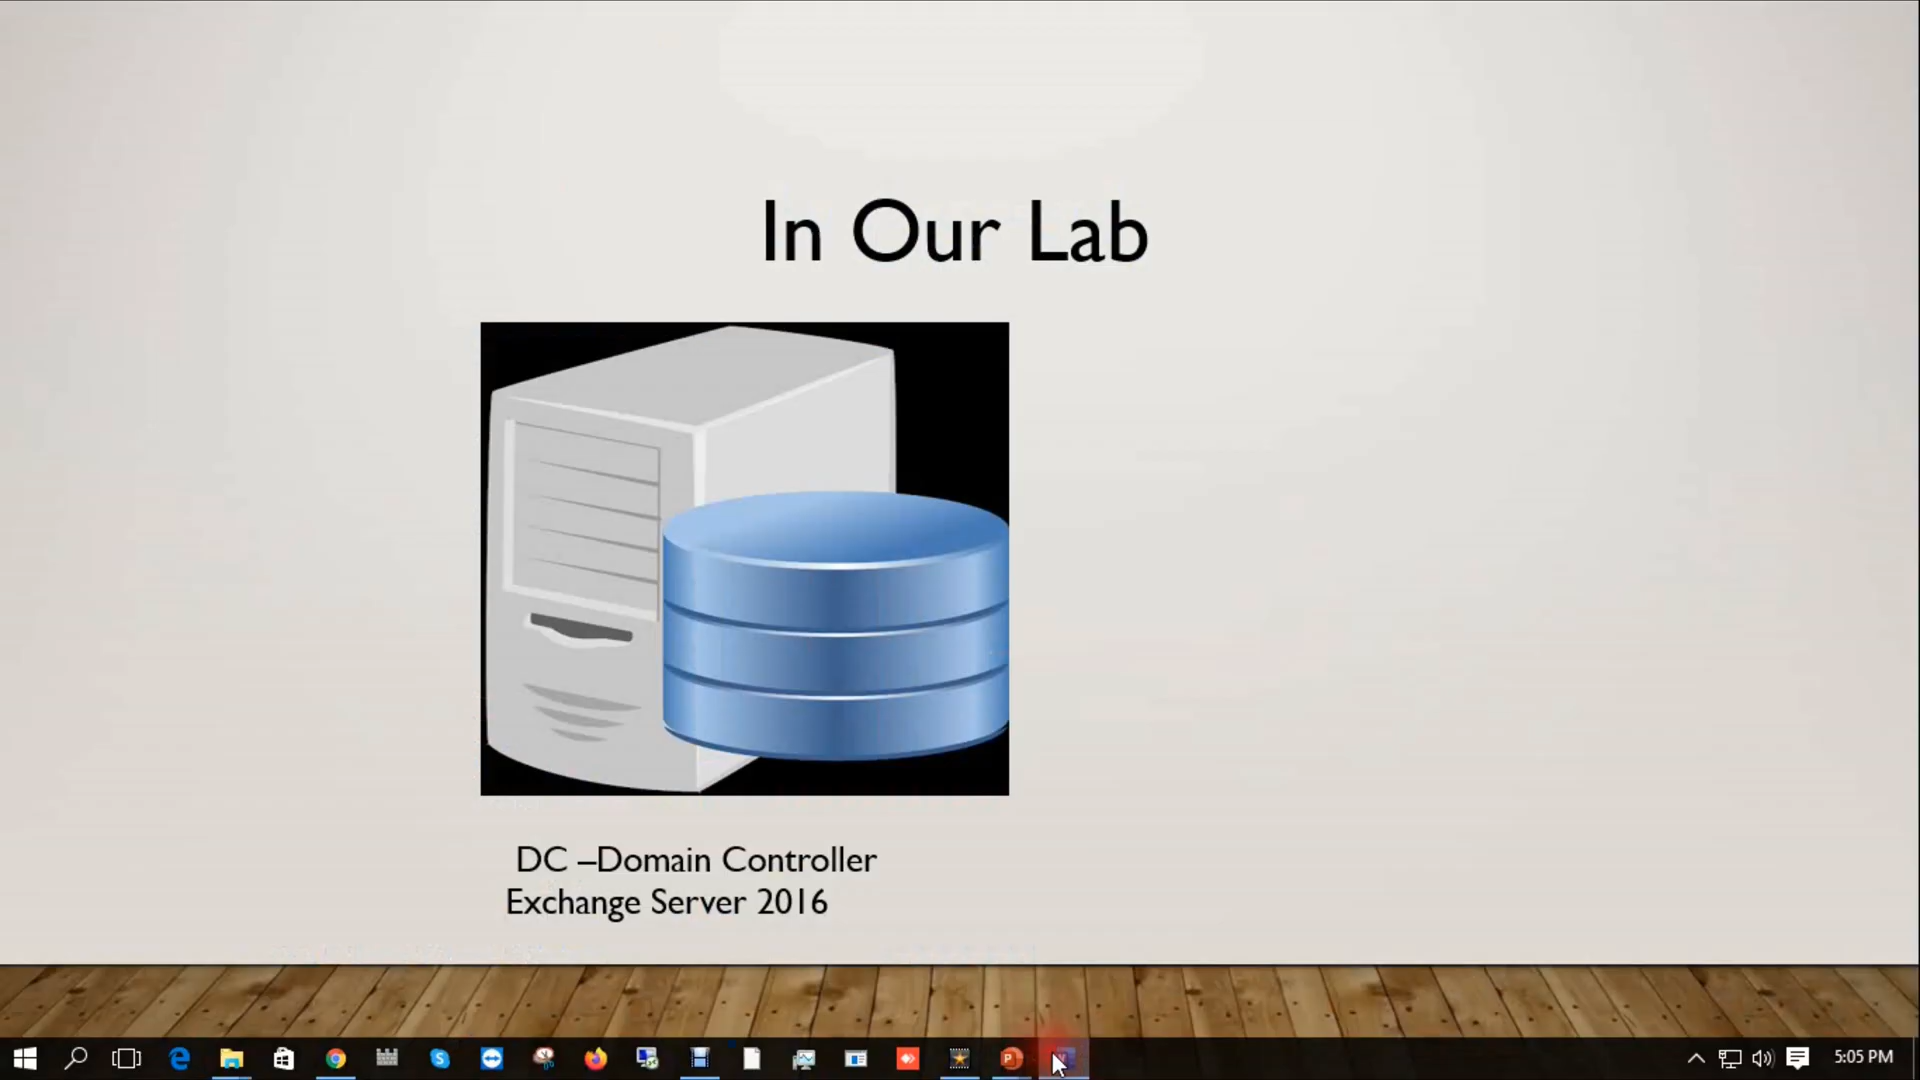 In Our Lab
DC –Domain Controller
Exchange Server 2016
5:05 PM